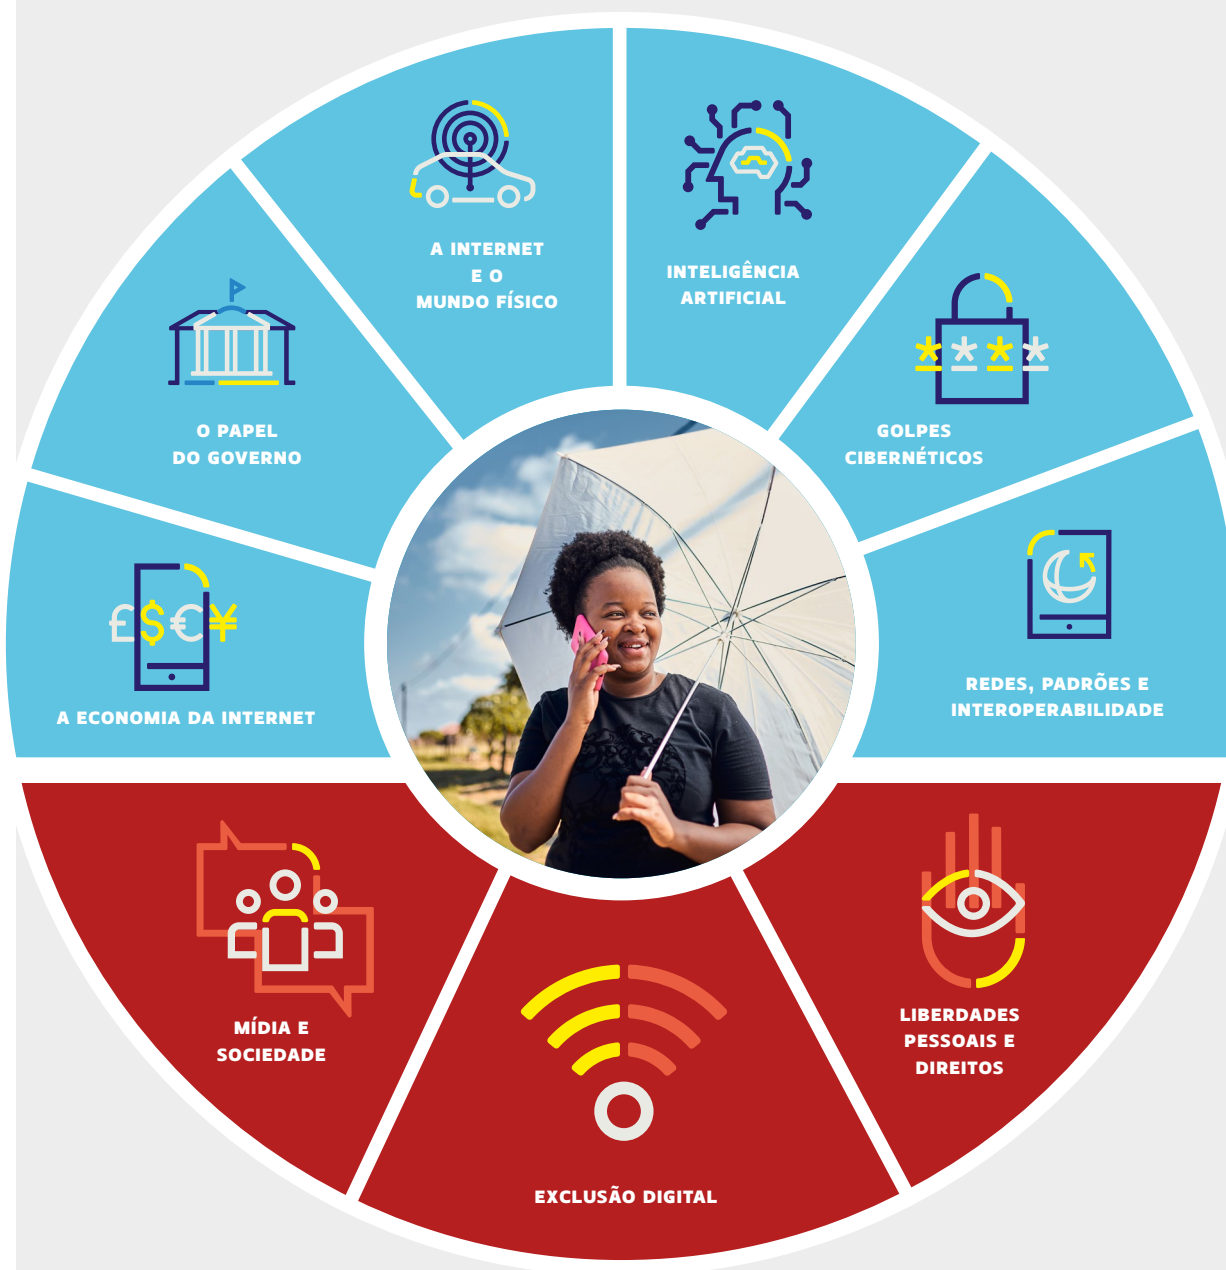 A INTERNET
E O
MUNDO FÍSICO
INTELIGÊNCIA
ARTIFICIAL
O PAPEL
DO GOVERNO
GOLPES
CIBERNÉTICOS
£$€¥
* * * *
A ECONOMIA DA INTERNET
REDES, PADRÕES E
INTEROPERABILIDADE
MÍDIA E
SOCIEDADE
LIBERDADES
PESSOAIS E
DIREITOS
EXCLUSÃO DIGITAL